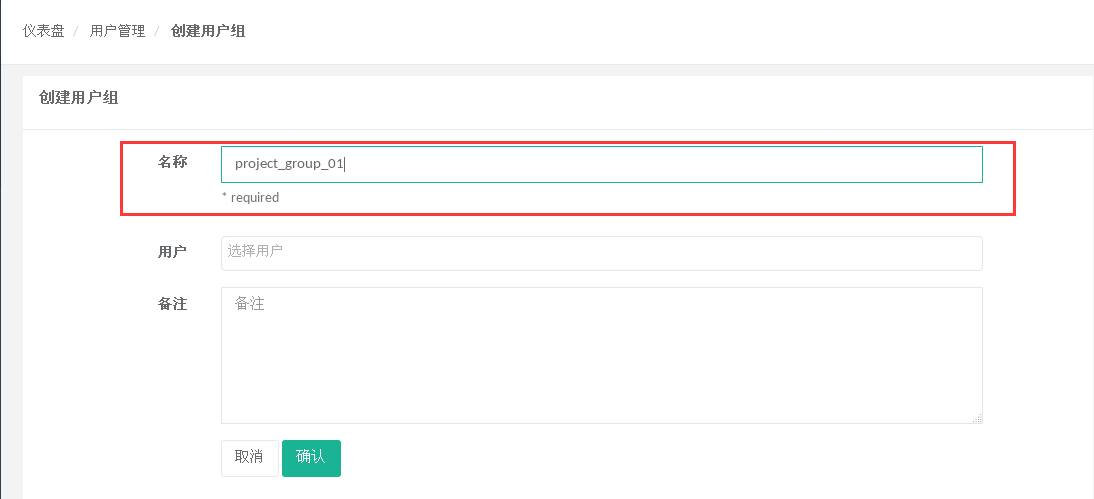 仪表盘 / 用户管理 / 创建用户组
创建用户组
名称 project_group_01
* required
用户 选择用户
备注 备注
取消 确认